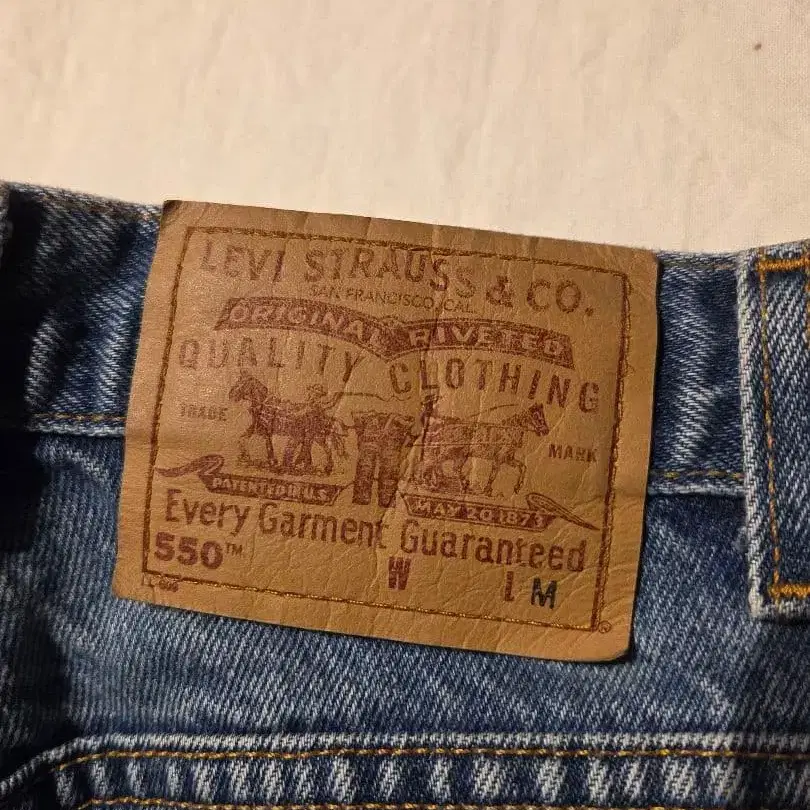 LEVI STRAUSS & CO.
SAN FRANCISCO, CAL.
ORIGINAL RIVETED
QUALITY CLOTHING
TRADE MARK
PATENTED IN U.S. MAY 20 1873
Every Garment Guaranteed
550™
W L M
®